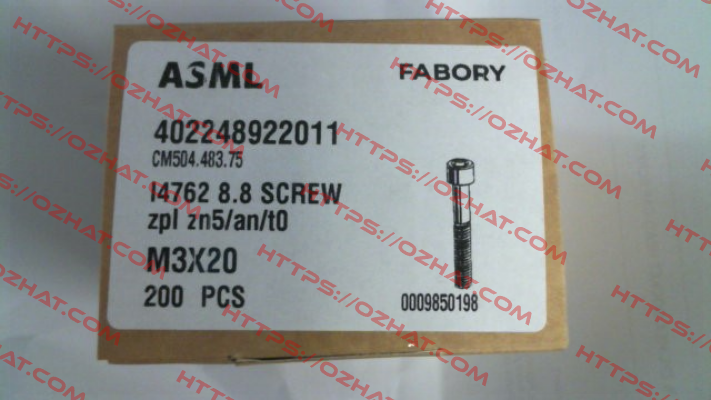 ASML FABORY
402248922011
CM504.483.75
I4762 8.8 SCREW
zpl zn5/an/t0
M3X20
200 PCS
0009850198
HTTPS://OZHAT.COM